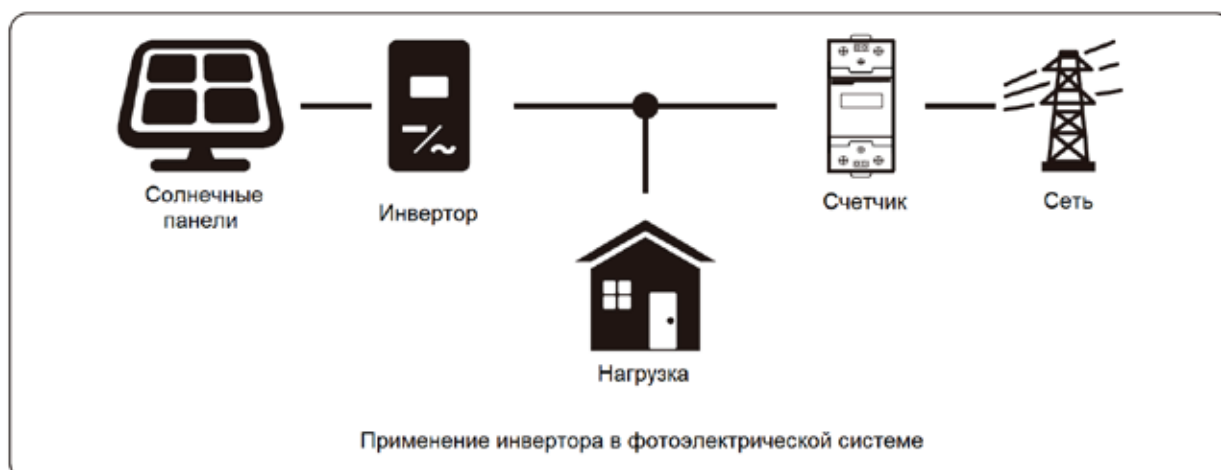 Солнечные
панели
Инвертор
Счетчик
Сеть
Нагрузка
Применение инвертора в фотоэлектрической системе